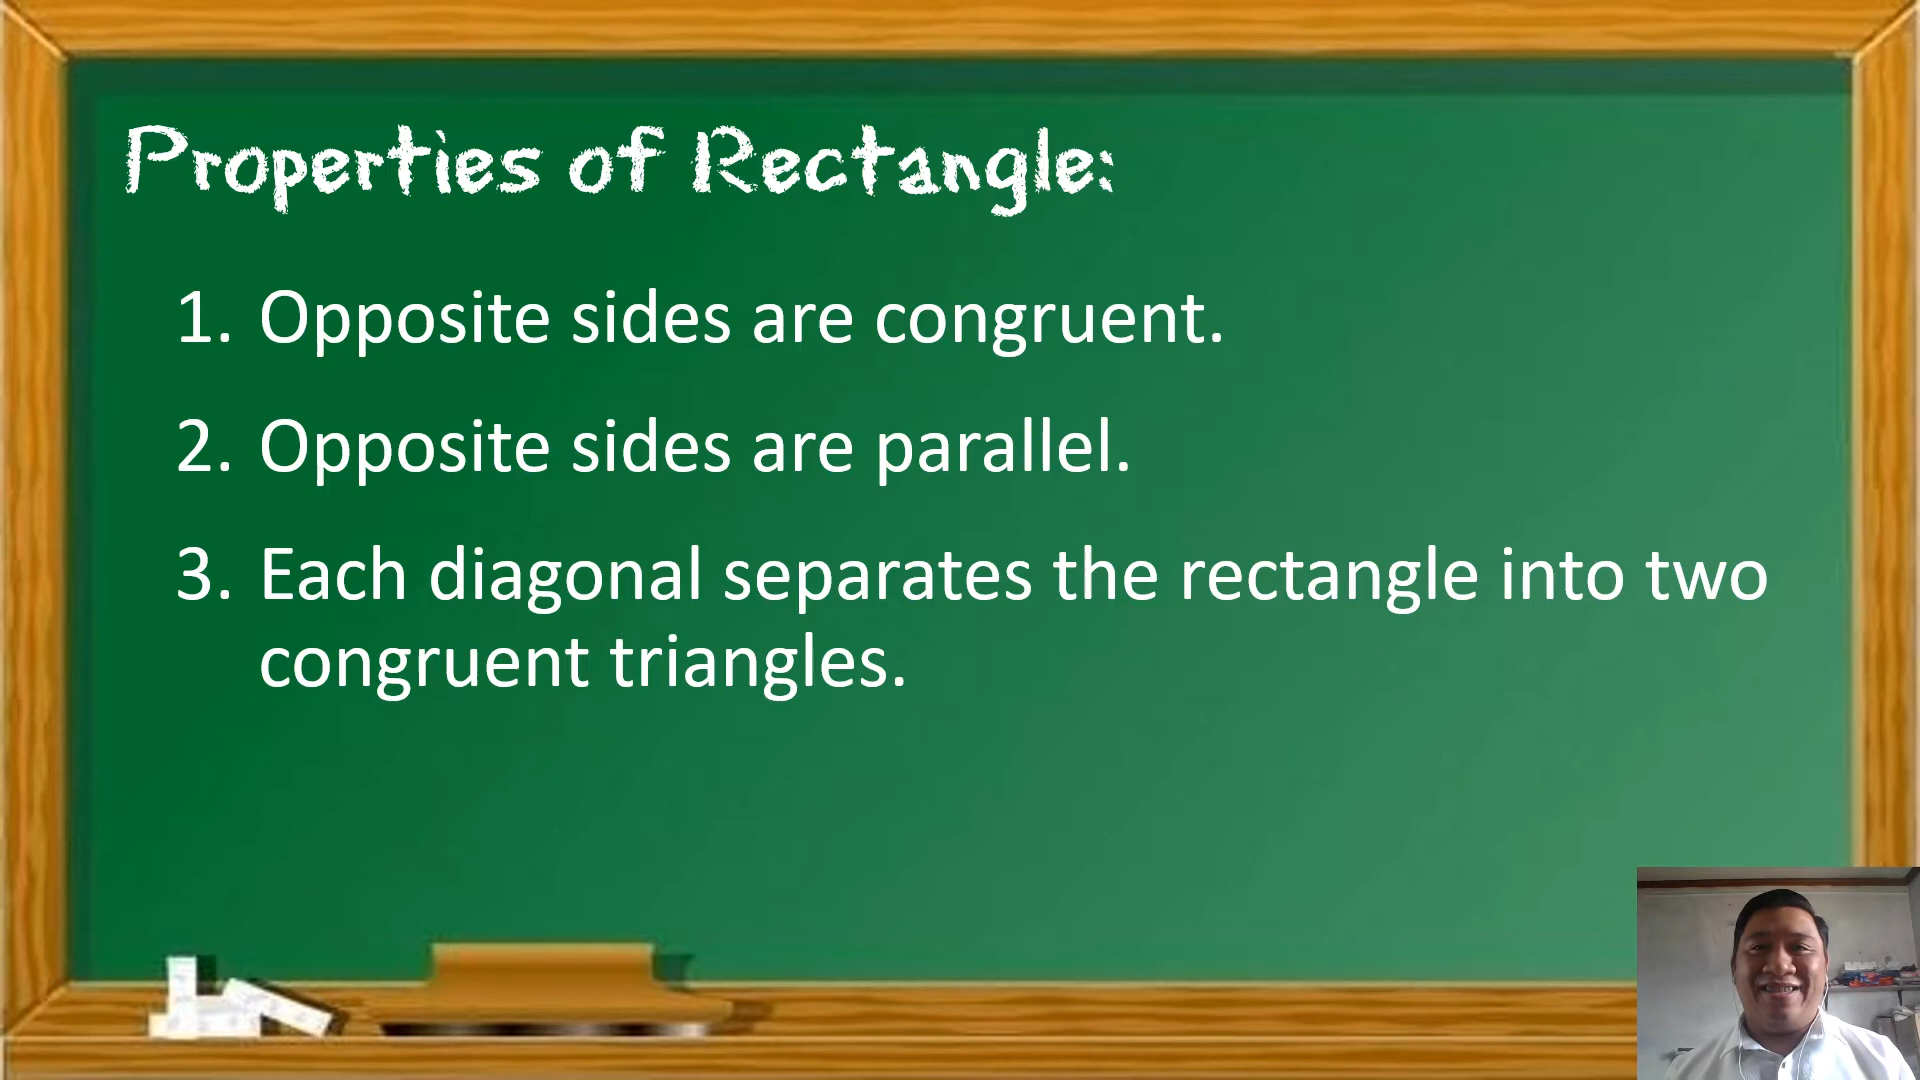 Properties of Rectangle:
1. Opposite sides are congruent.
2. Opposite sides are parallel.
3. Each diagonal separates the rectangle into two
congruent triangles.